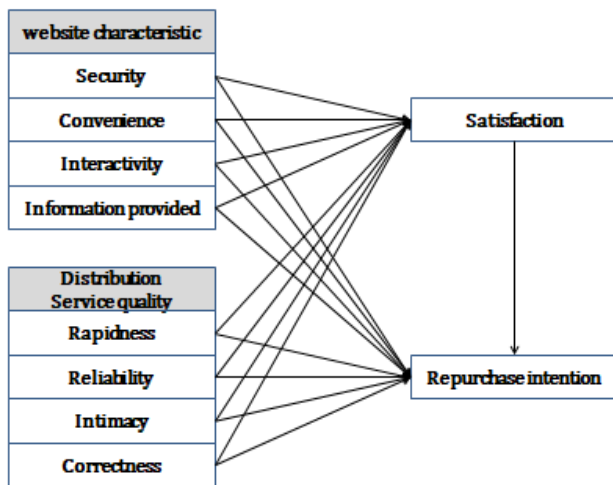 website characteristic
Security
Convenience
Interactivity
Information provided
Satisfaction
Distribution
Service quality
Rapidness
Reliability
Intimacy
Correctness
Repurchase intention